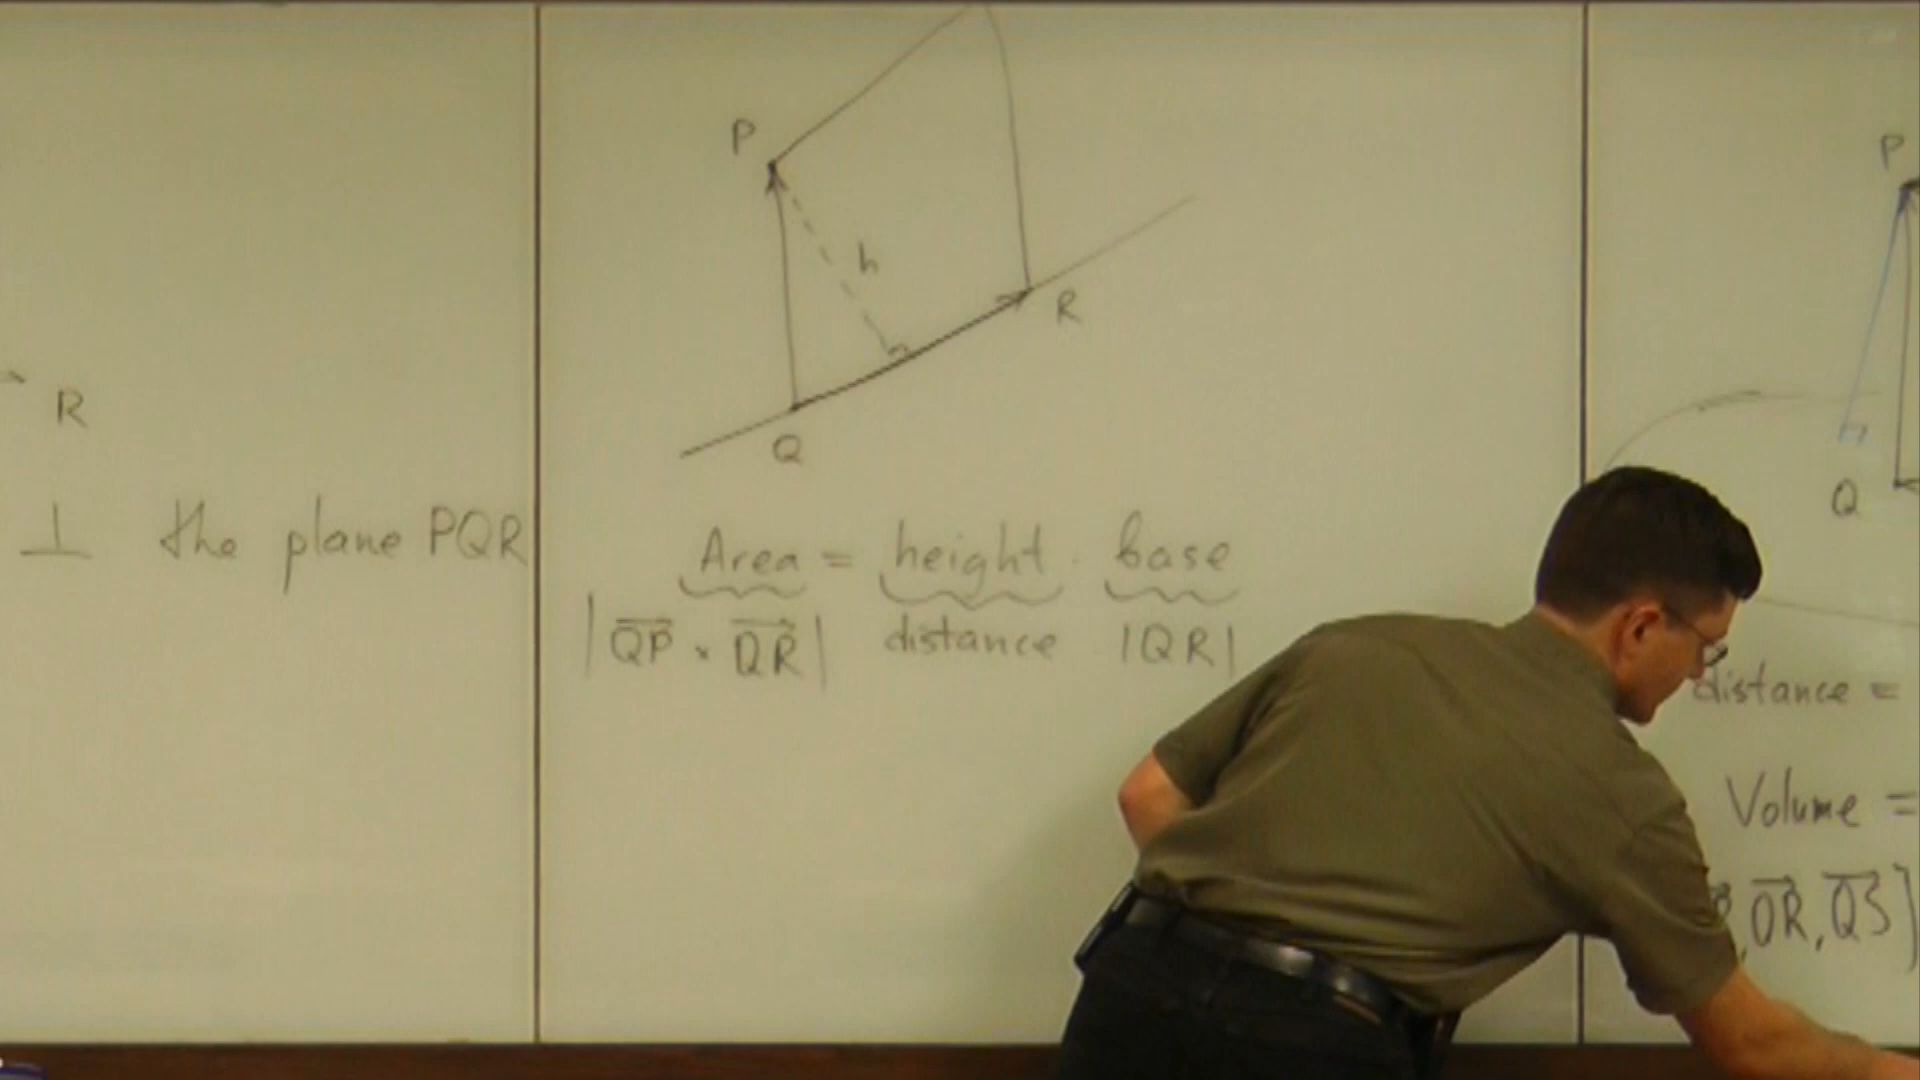 R
⊥ the plane PQR
P
h
R
Q
Area = height · base
|QP × QR| distance |QR|
P
Q
distance =
Volume =
, QR, QS]